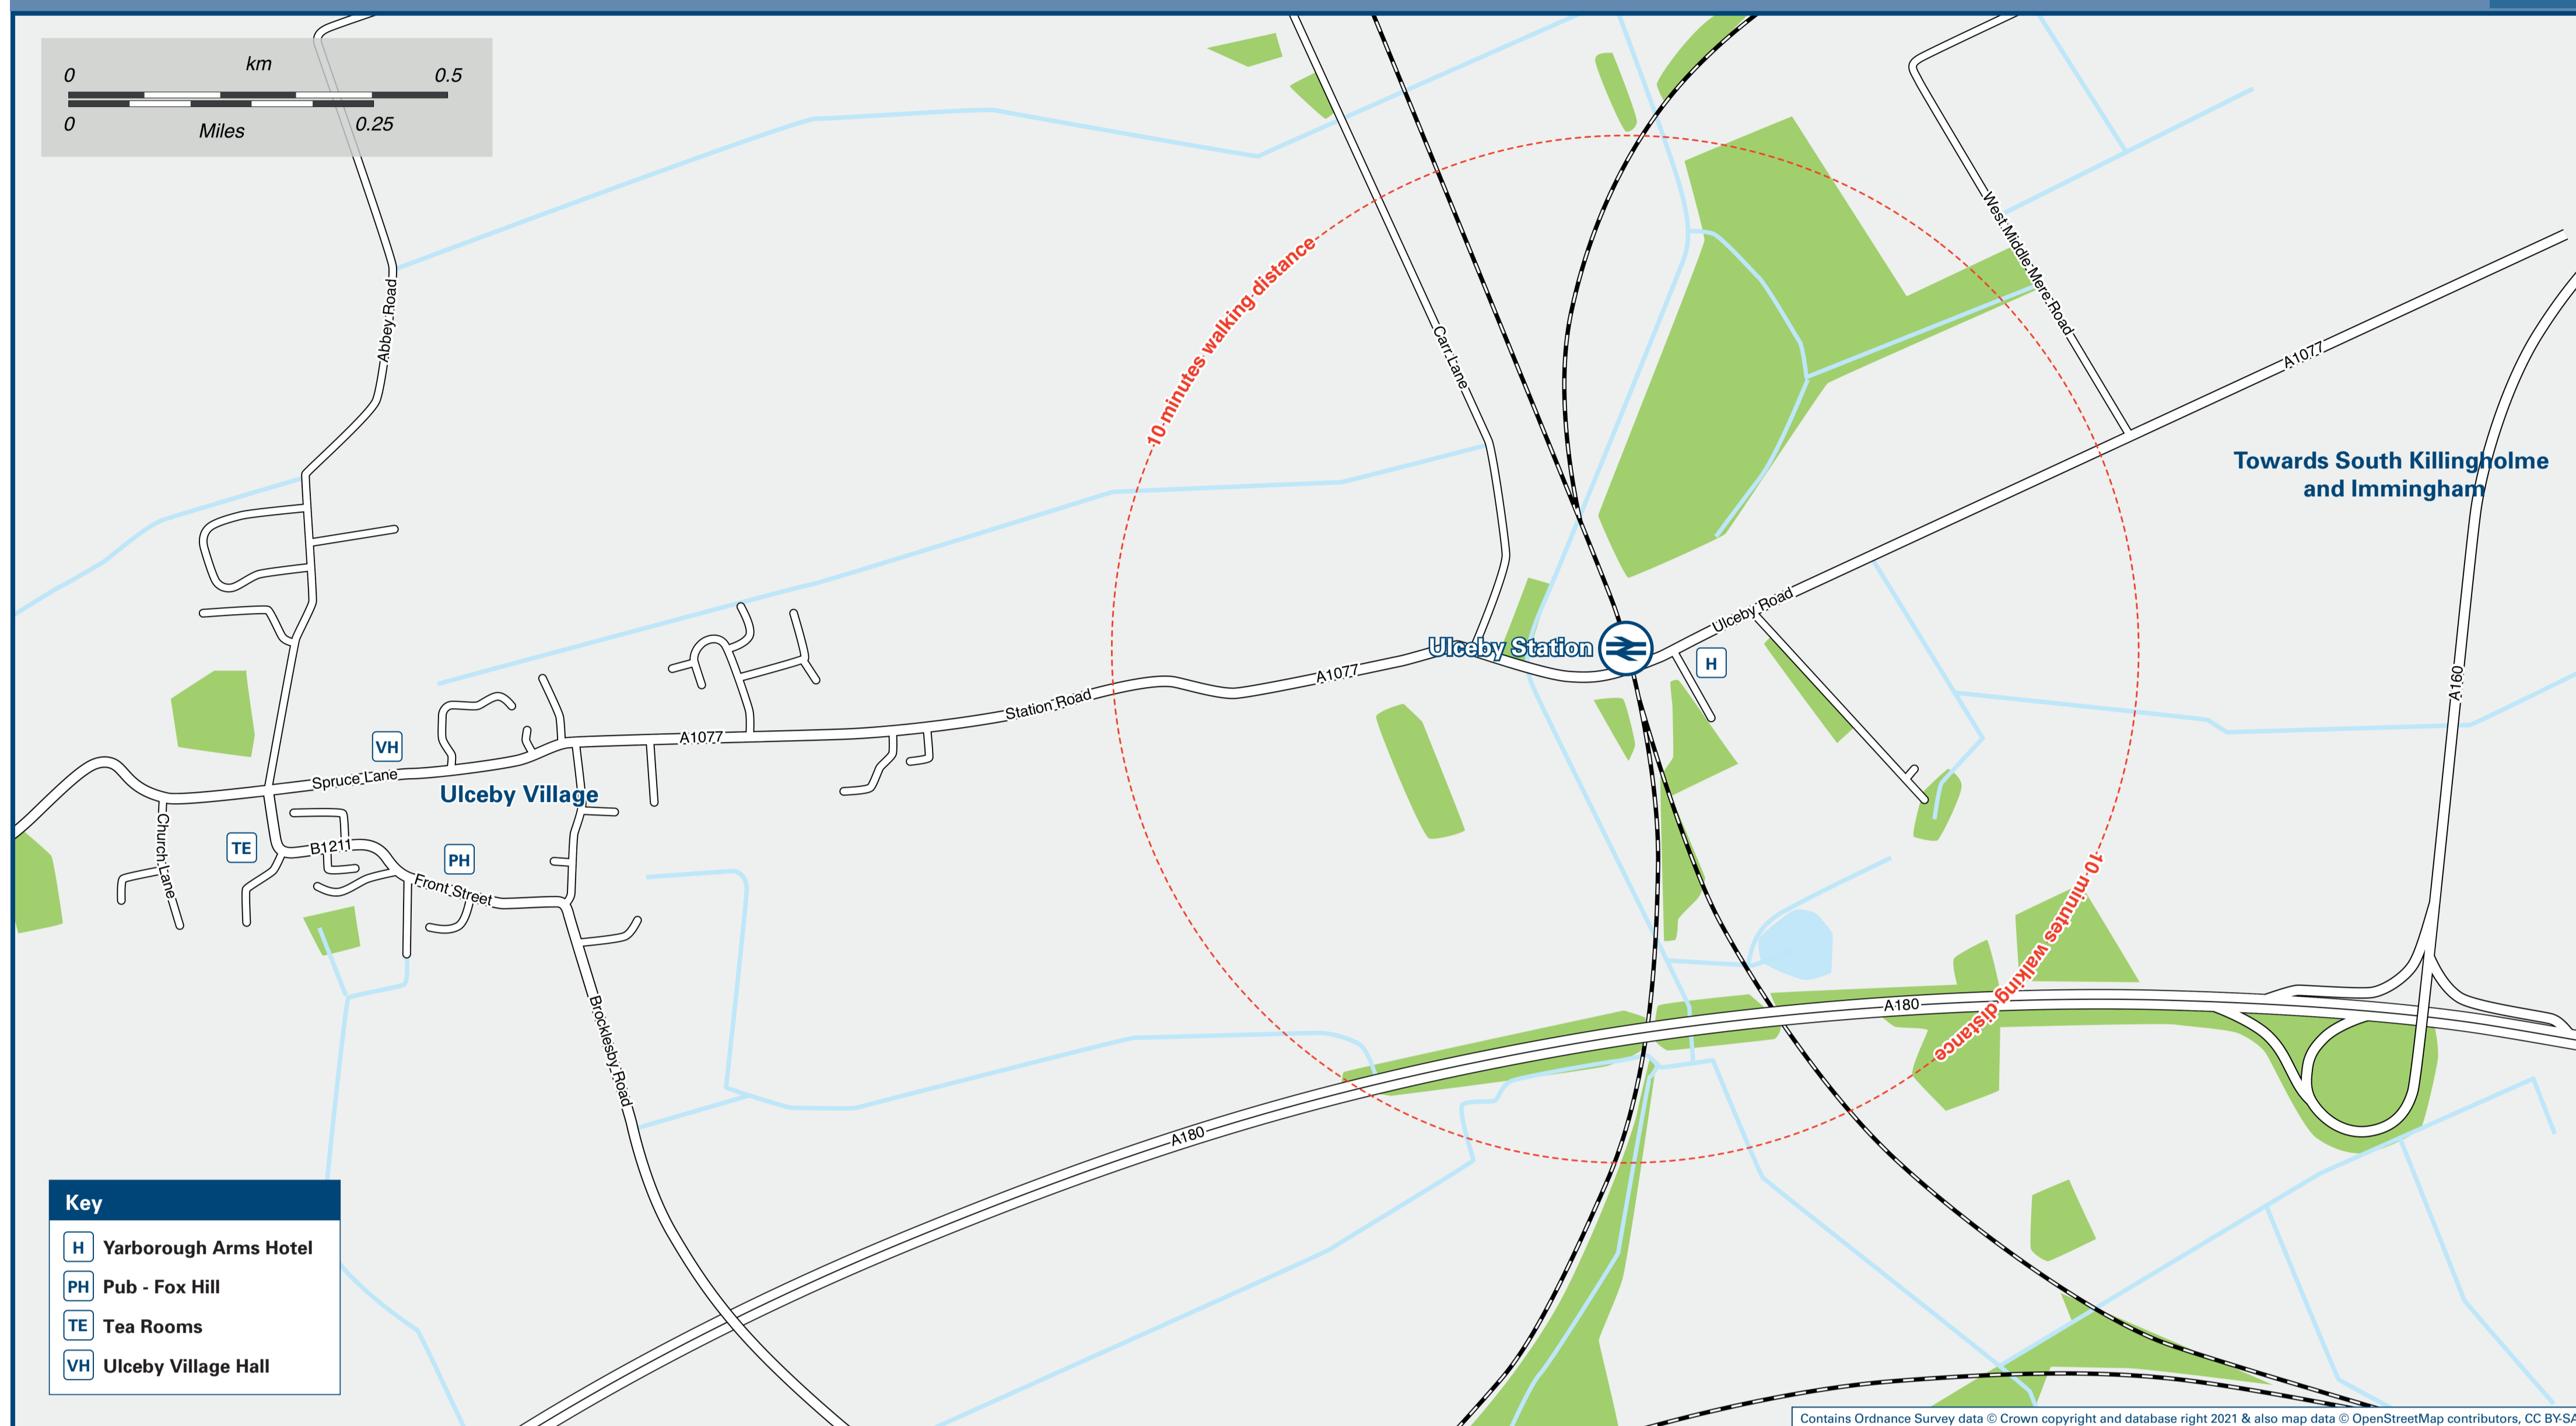 km
0 0.5
0 Miles 0.25
10 minutes walking distance
West Middle Mere Road
Abbey Road
Carr Lane
A1077
Towards South Killingholme
and Immingham
Ulceby Road
Ulceby Station
H
A1077
Station Road
A160
A1077
VH
Spruce Lane
Ulceby Village
Church Lane
TE
B1211
PH
Front Street
10 minutes walking distance
A180
Brocklesby Road
A180
Key
H Yarborough Arms Hotel
PH Pub - Fox Hill
TE Tea Rooms
VH Ulceby Village Hall
Contains Ordnance Survey data © Crown copyright and database right 2021 & also map data © OpenStreetMap contributors, CC BY-SA